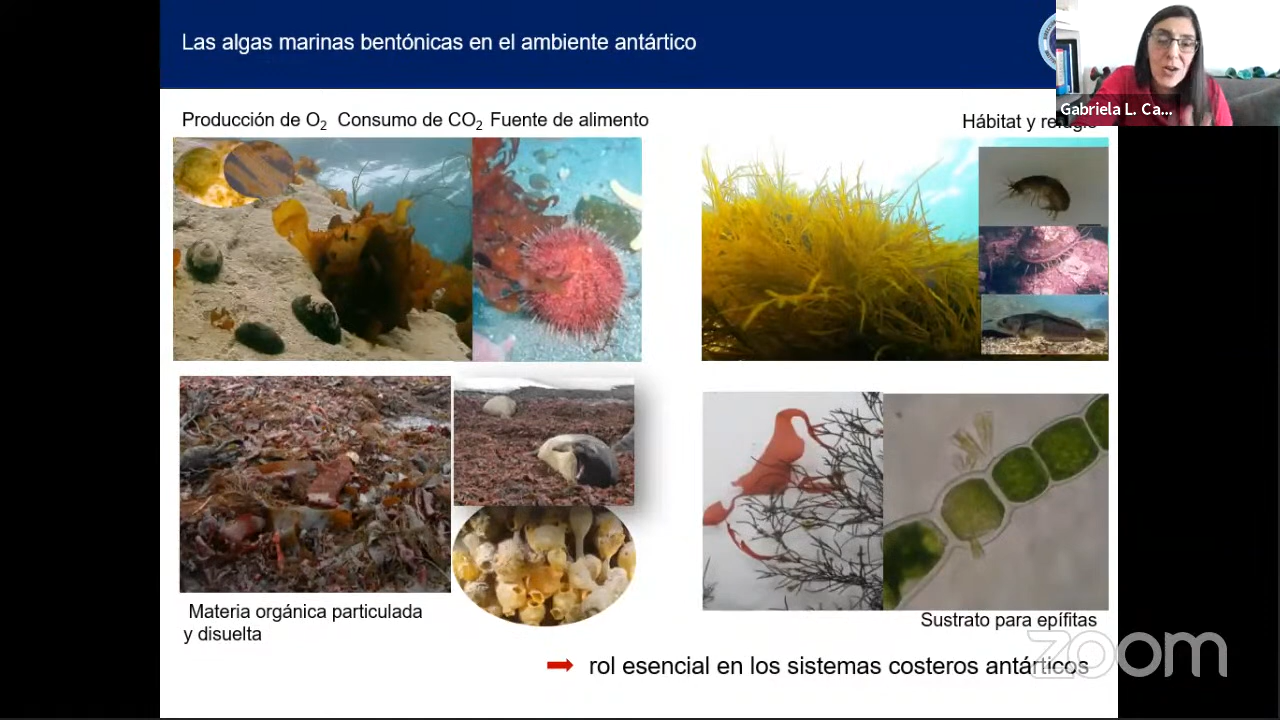 Las algas marinas bentónicas en el ambiente antártico
Gabriela L. Ca...
Producción de O₂ Consumo de CO₂ Fuente de alimento
Hábitat y refugio
Materia orgánica particulada
y disuelta
Sustrato para epífitas
rol esencial en los sistemas costeros antárticos
zoom